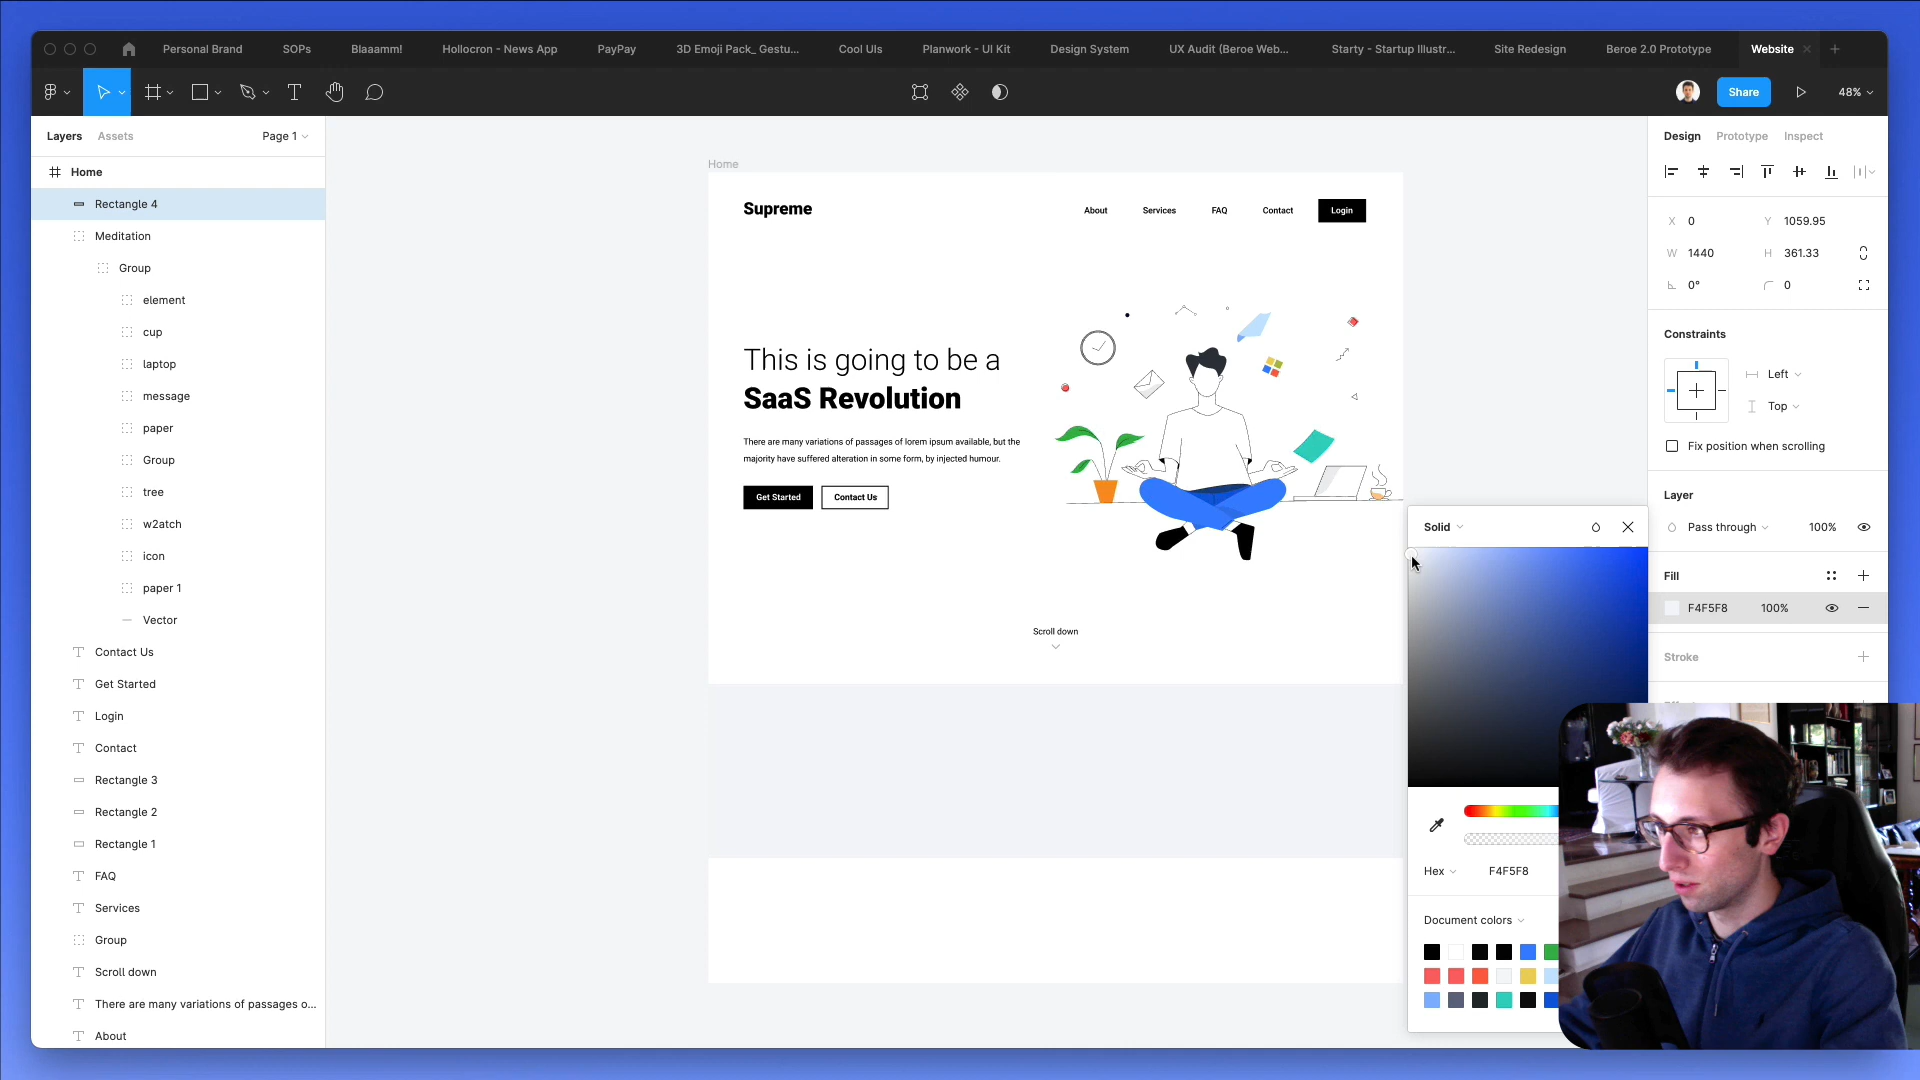 Personal Brand
SOPs
Blaaamm!
Hollocron - News App
PayPay
3D Emoji Pack_ Gestu...
Cool UIs
Planwork - UI Kit
Design System
UX Audit (Beroe Web...
Starty - Startup Illustr...
Site Redesign
Beroe 2.0 Prototype
Website
Share
48%
Layers
Assets
Page 1
Home
Rectangle 4
Meditation
Group
element
cup
laptop
message
paper
Group
tree
w2atch
icon
paper 1
Vector
Contact Us
Get Started
Login
Contact
Rectangle 3
Rectangle 2
Rectangle 1
FAQ
Services
Group
Scroll down
There are many variations of passages o...
About
Home
Supreme
About
Services
FAQ
Contact
Login
This is going to be a
SaaS Revolution
There are many variations of passages of lorem ipsum available, but the
majority have suffered alteration in some form, by injected humour.
Get Started
Contact Us
Scroll down
Solid
Hex
F4F5F8
Document colors
Design
Prototype
Inspect
X 0
Y 1059.95
W 1440
H 361.33
0°
0
Constraints
Left
Top
Fix position when scrolling
Layer
Pass through
100%
Fill
F4F5F8
100%
Stroke